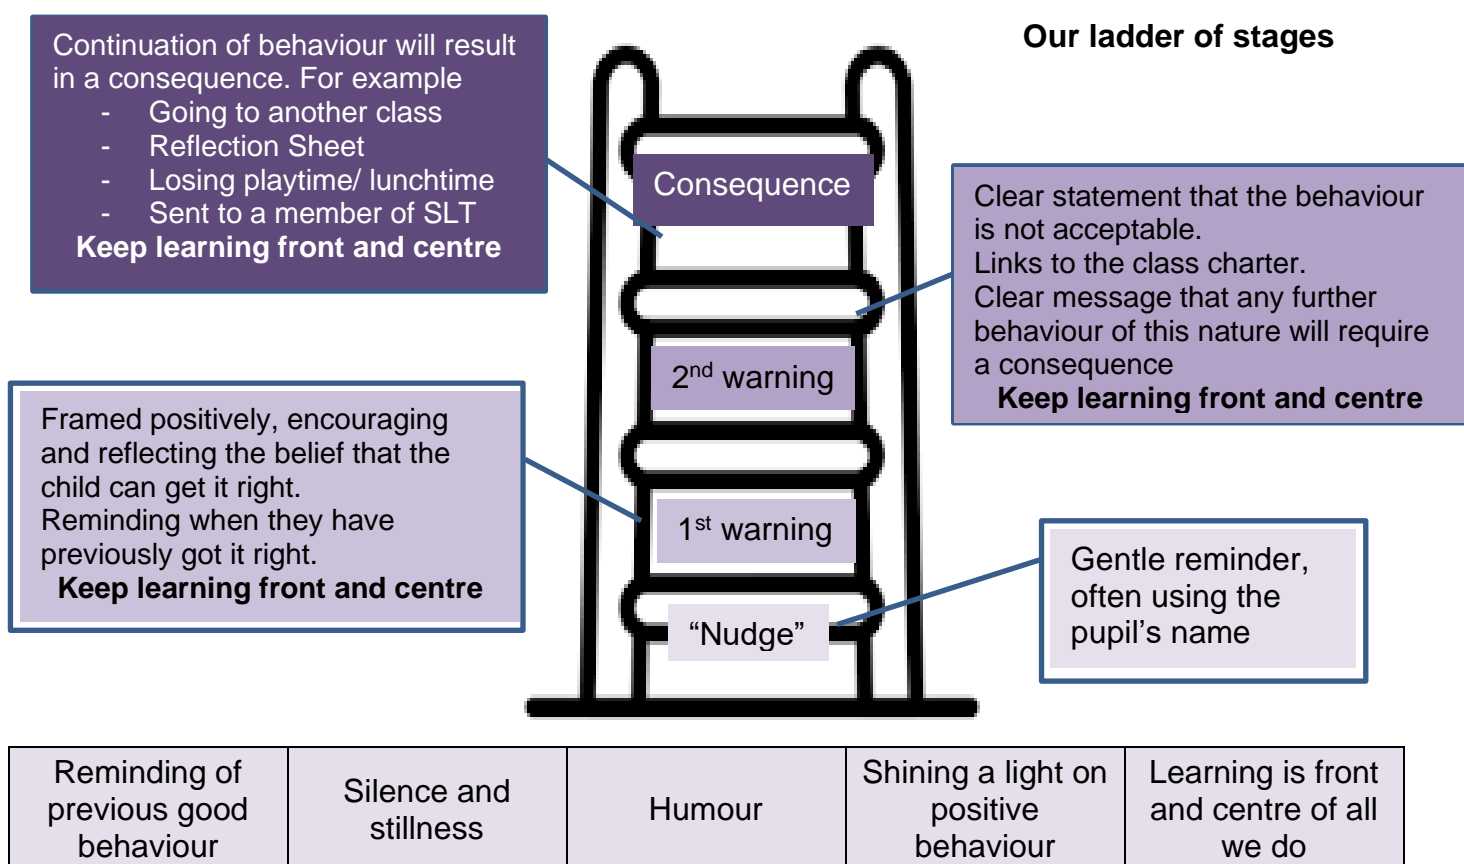 Our ladder of stages
Continuation of behaviour will result
in a consequence. For example
- Going to another class
- Reflection Sheet
- Losing playtime/ lunchtime
- Sent to a member of SLT
Keep learning front and centre
Consequence
Clear statement that the behaviour
is not acceptable.
Links to the class charter.
Clear message that any further
behaviour of this nature will require
a consequence
Keep learning front and centre
2nd warning
Framed positively, encouraging
and reflecting the belief that the
child can get it right.
Reminding when they have
previously got it right.
Keep learning front and centre
1st warning
Gentle reminder,
often using the
pupil’s name
“Nudge”
Reminding of
previous good
behaviour
Silence and
stillness
Humour
Shining a light on
positive
behaviour
Learning is front
and centre of all
we do